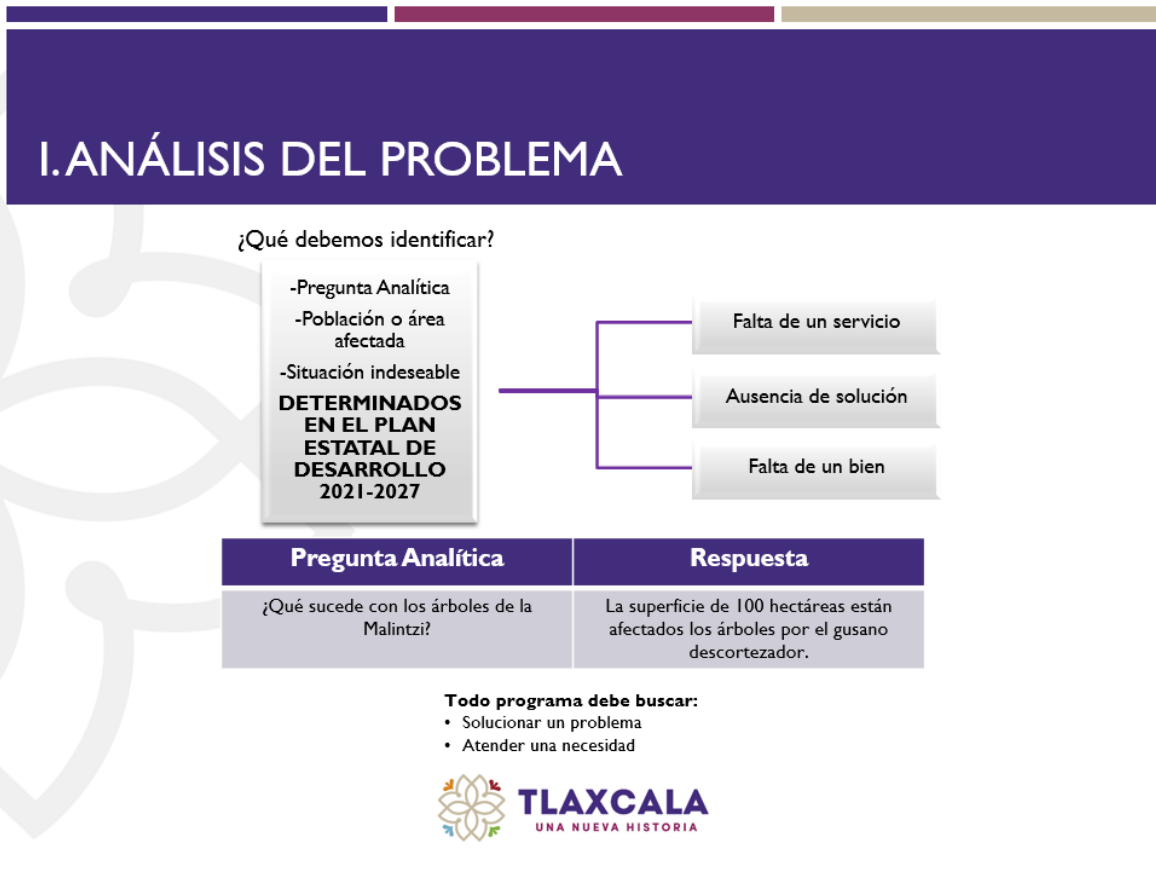 I. ANÁLISIS DEL PROBLEMA
¿Qué debemos identificar?
-Pregunta Analítica
-Población o área
afectada
-Situación indeseable
DETERMINADOS
EN EL PLAN
ESTATAL DE
DESARROLLO
2021-2027
Falta de un servicio
Ausencia de solución
Falta de un bien
Pregunta Analítica
Respuesta
¿Qué sucede con los árboles de la
Malintzi?
La superficie de 100 hectáreas están
afectados los árboles por el gusano
descortezador.
Todo programa debe buscar:
• Solucionar un problema
• Atender una necesidad
TLAXCALA
UNA NUEVA HISTORIA